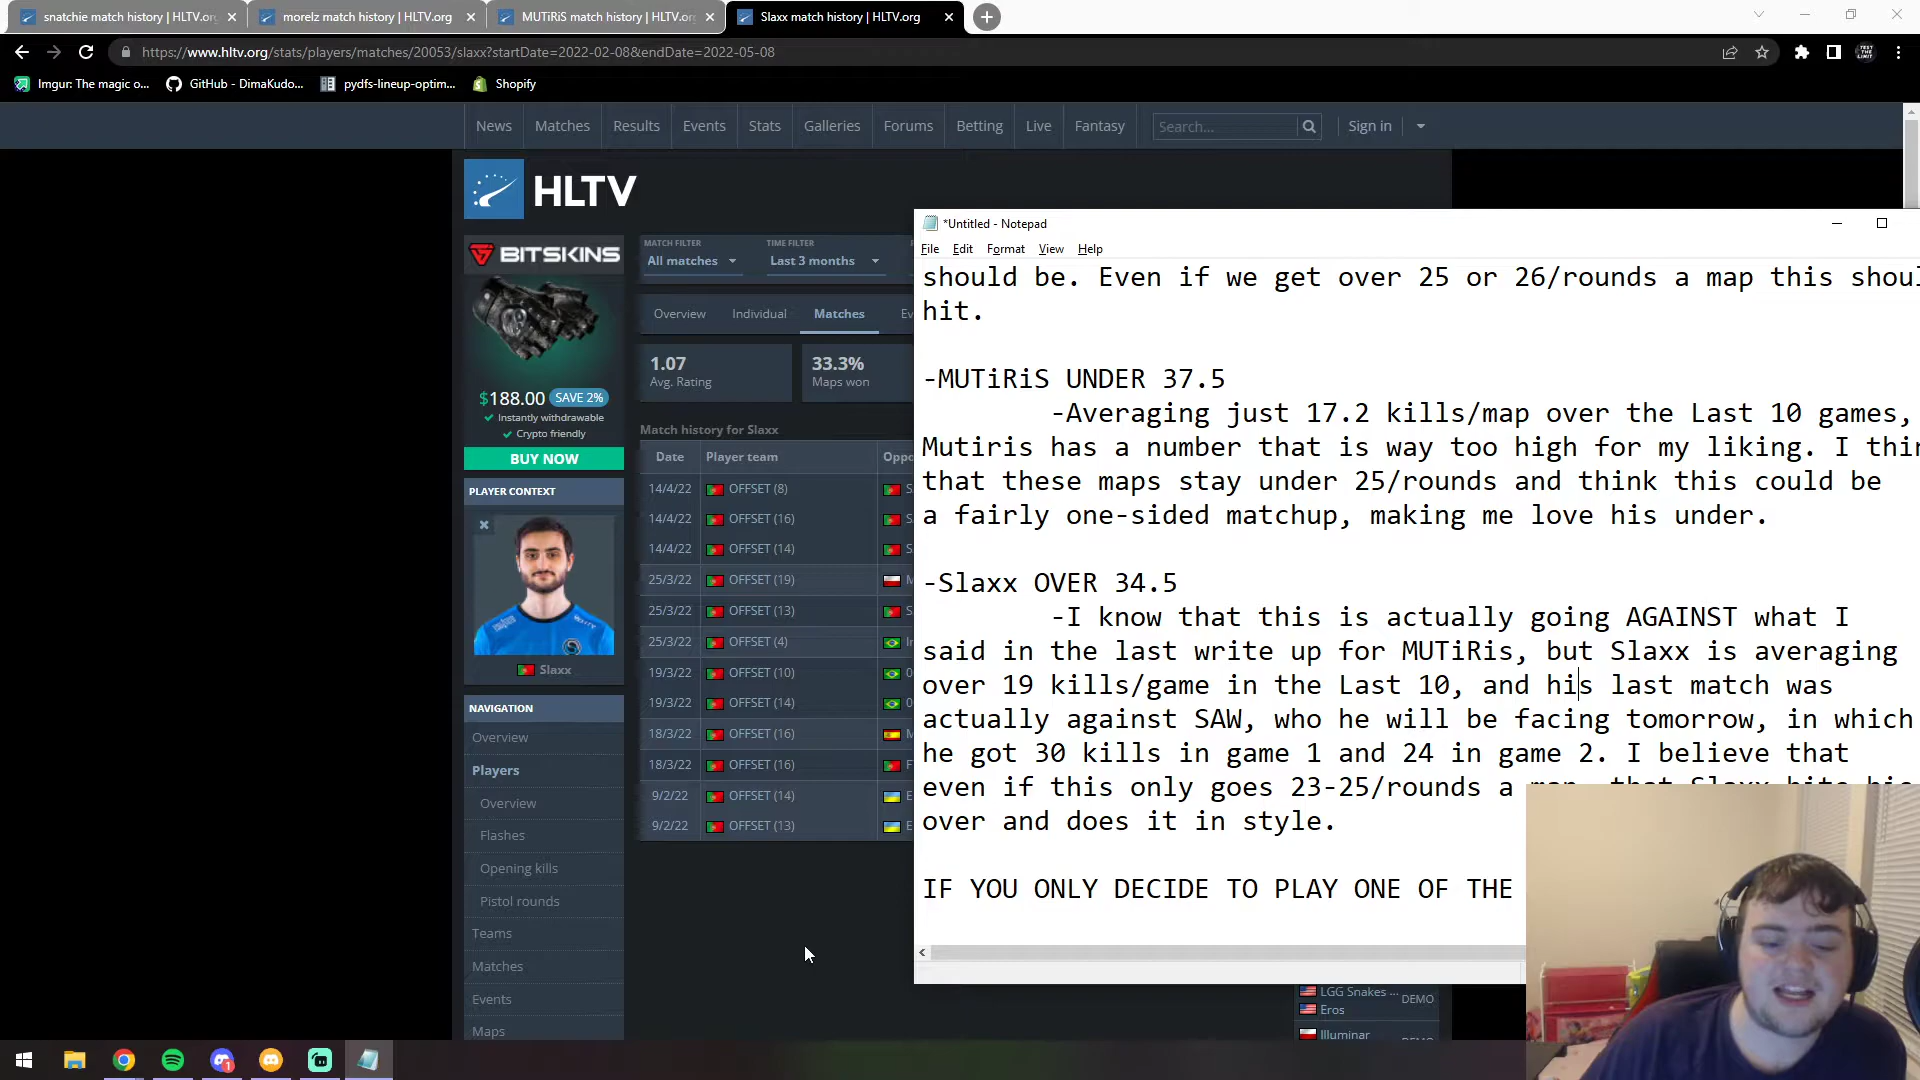 snatchie match history | HLTV.org
morelz match history | HLTV.org
MUTiRiS match history | HLTV.org
Slaxx match history | HLTV.org
https://www.hltv.org/stats/players/matches/20053/slaxx?startDate=2022-02-08&endDate=2022-05-08
Imgur: The magic o...
GitHub - DimaKudo...
pydfs-lineup-optim...
Shopify
News
Matches
Results
Events
Stats
Galleries
Forums
Betting
Live
Fantasy
Search...
Sign in
HLTV
BITSKINS
$188.00 SAVE 2%
Instantly withdrawable
Crypto friendly
BUY NOW
PLAYER CONTEXT
Slaxx
NAVIGATION
Overview
Players
Overview
Flashes
Opening kills
Pistol rounds
Teams
Matches
Events
Maps
MATCH FILTER
All matches
TIME FILTER
Last 3 months
Overview
Individual
Matches
Ev
1.07
Avg. Rating
33.3%
Maps won
Match history for Slaxx
Date Player team Oppo
14/4/22 OFFSET (8) S
14/4/22 OFFSET (16) S
14/4/22 OFFSET (14) S
25/3/22 OFFSET (19) M
25/3/22 OFFSET (13) S
25/3/22 OFFSET (4) In
19/3/22 OFFSET (10) 0
19/3/22 OFFSET (14) 0
18/3/22 OFFSET (16) M
18/3/22 OFFSET (16) F
9/2/22 OFFSET (14) E
9/2/22 OFFSET (13) E
*Untitled - Notepad
File Edit Format View Help
should be. Even if we get over 25 or 26/rounds a map this shoul
hit.
-MUTiRiS UNDER 37.5
-Averaging just 17.2 kills/map over the Last 10 games,
Mutiris has a number that is way too high for my liking. I thin
that these maps stay under 25/rounds and think this could be
a fairly one-sided matchup, making me love his under.
-Slaxx OVER 34.5
-I know that this is actually going AGAINST what I
said in the last write up for MUTiRis, but Slaxx is averaging
over 19 kills/game in the Last 10, and his last match was
actually against SAW, who he will be facing tomorrow, in which
he got 30 kills in game 1 and 24 in game 2. I believe that
even if this only goes 23-25/rounds a map, that Slaxx hits his
over and does it in style.
IF YOU ONLY DECIDE TO PLAY ONE OF THE
LGG Snakes ...
Eros
DEMO
Illuminar
DEMO